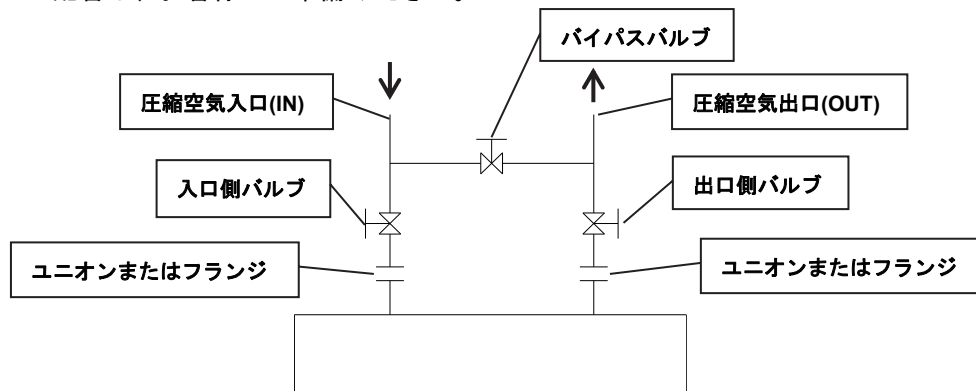 バイパスバルブ
圧縮空気入口(IN)
圧縮空気出口(OUT)
入口側バルブ
出口側バルブ
ユニオンまたはフランジ
ユニオンまたはフランジ